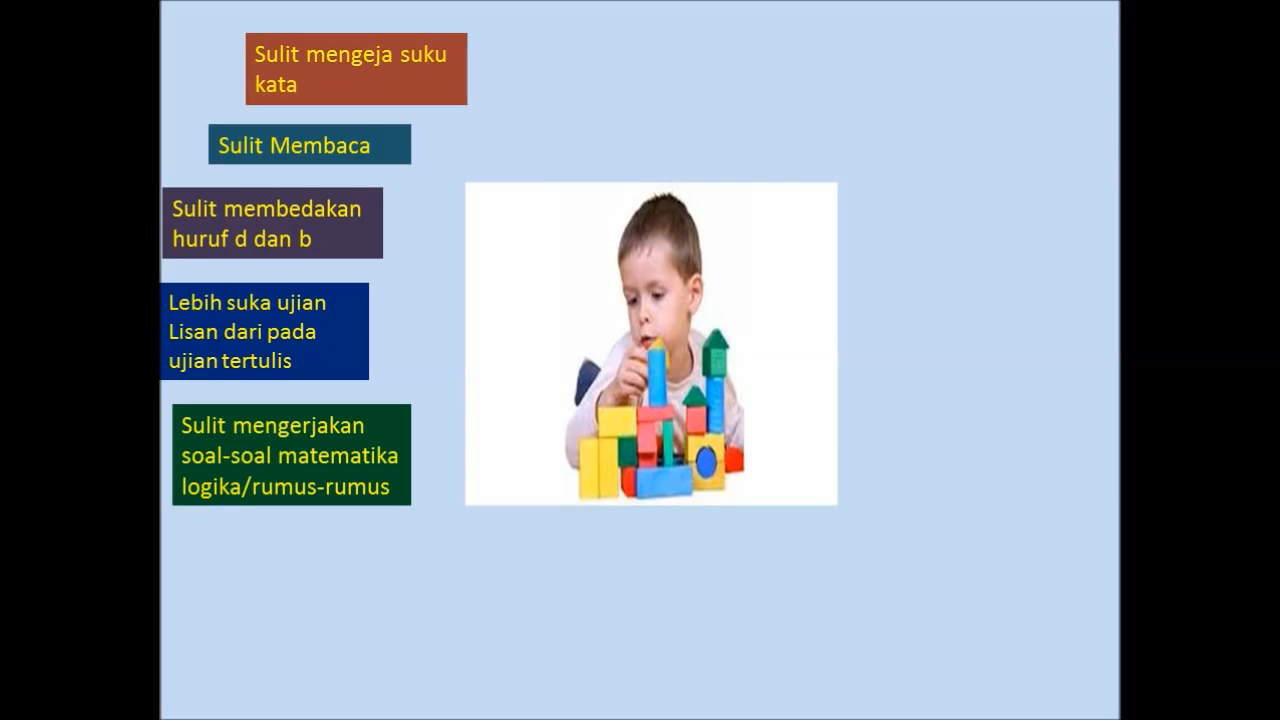 Sulit mengeja suku
kata
Sulit Membaca
Sulit membedakan
huruf d dan b
Lebih suka ujian
Lisan dari pada
ujian tertulis
Sulit mengerjakan
soal-soal matematika
logika/rumus-rumus